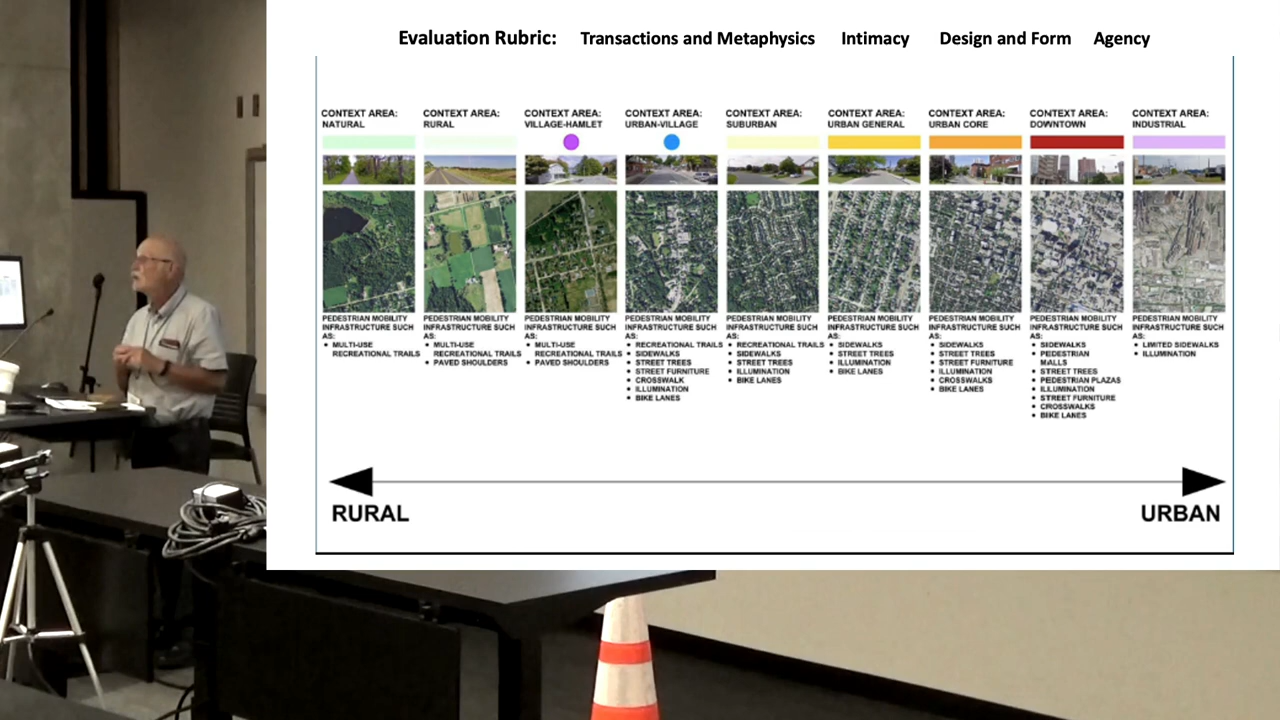 Evaluation Rubric: Transactions and Metaphysics Intimacy Design and Form Agency
CONTEXT AREA:
NATURAL
PEDESTRIAN MOBILITY
INFRASTRUCTURE SUCH
AS:
• MULTI-USE
RECREATIONAL TRAILS
CONTEXT AREA:
RURAL
PEDESTRIAN MOBILITY
INFRASTRUCTURE SUCH
AS:
• MULTI-USE
RECREATIONAL TRAILS
• PAVED SHOULDERS
CONTEXT AREA:
VILLAGE-HAMLET
PEDESTRIAN MOBILITY
INFRASTRUCTURE SUCH
AS:
• MULTI-USE
RECREATIONAL TRAILS
• PAVED SHOULDERS
CONTEXT AREA:
URBAN-VILLAGE
PEDESTRIAN MOBILITY
INFRASTRUCTURE SUCH
AS:
• RECREATIONAL TRAILS
• SIDEWALKS
• STREET TREES
• STREET FURNITURE
• CROSSWALK
• ILLUMINATION
• BIKE LANES
CONTEXT AREA:
SUBURBAN
PEDESTRIAN MOBILITY
INFRASTRUCTURE SUCH
AS:
• RECREATIONAL TRAILS
• SIDEWALKS
• STREET TREES
• ILLUMINATION
• BIKE LANES
CONTEXT AREA:
URBAN GENERAL
PEDESTRIAN MOBILITY
INFRASTRUCTURE SUCH
AS:
• SIDEWALKS
• STREET TREES
• ILLUMINATION
• BIKE LANES
CONTEXT AREA:
URBAN CORE
PEDESTRIAN MOBILITY
INFRASTRUCTURE SUCH
AS:
• SIDEWALKS
• STREET TREES
• STREET FURNITURE
• ILLUMINATION
• CROSSWALKS
• BIKE LANES
CONTEXT AREA:
DOWNTOWN
PEDESTRIAN MOBILITY
INFRASTRUCTURE SUCH
AS:
• SIDEWALKS
• PEDESTRIAN
MALLS
• STREET TREES
• PEDESTRIAN PLAZAS
• ILLUMINATION
• STREET FURNITURE
• CROSSWALKS
• BIKE LANES
CONTEXT AREA:
INDUSTRIAL
PEDESTRIAN MOBILITY
INFRASTRUCTURE SUCH
AS:
• LIMITED SIDEWALKS
• ILLUMINATION
RURAL
URBAN